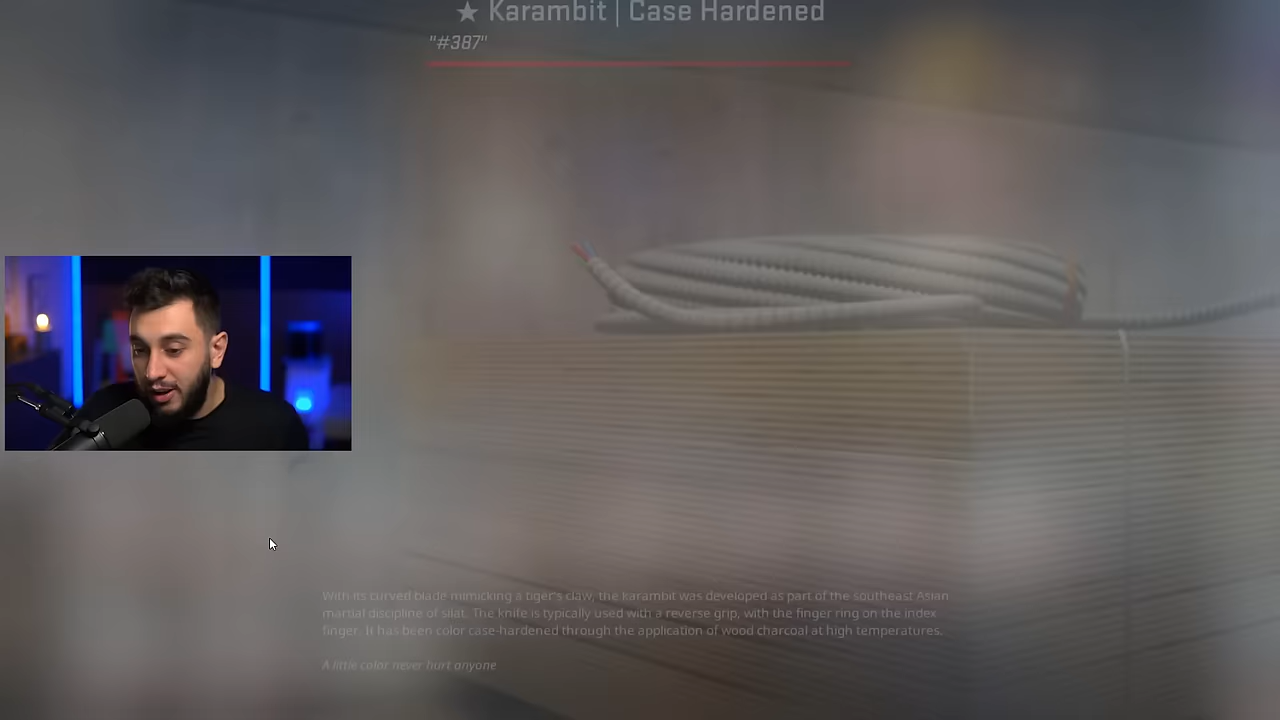 ★ Karambit | Case Hardened
"#387"
With its curved blade mimicking a tiger's claw, the karambit was developed as part of the southeast Asian
martial discipline of silat. The knife is typically used with a reverse grip, with the finger ring on the index
finger. It has been color case-hardened through the application of wood charcoal at high temperatures.
A little color never hurt anyone